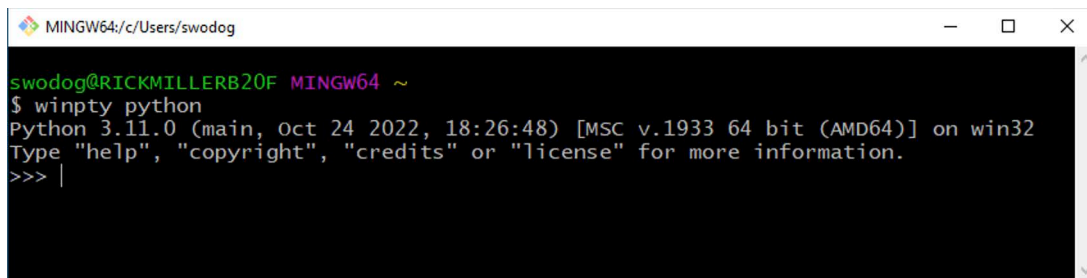 MINGW64:/c/Users/swodog
swodog@RICKMILLERB20F MINGW64 ~
$ winpty python
Python 3.11.0 (main, Oct 24 2022, 18:26:48) [MSC v.1933 64 bit (AMD64)] on win32
Type "help", "copyright", "credits" or "license" for more information.
>>>